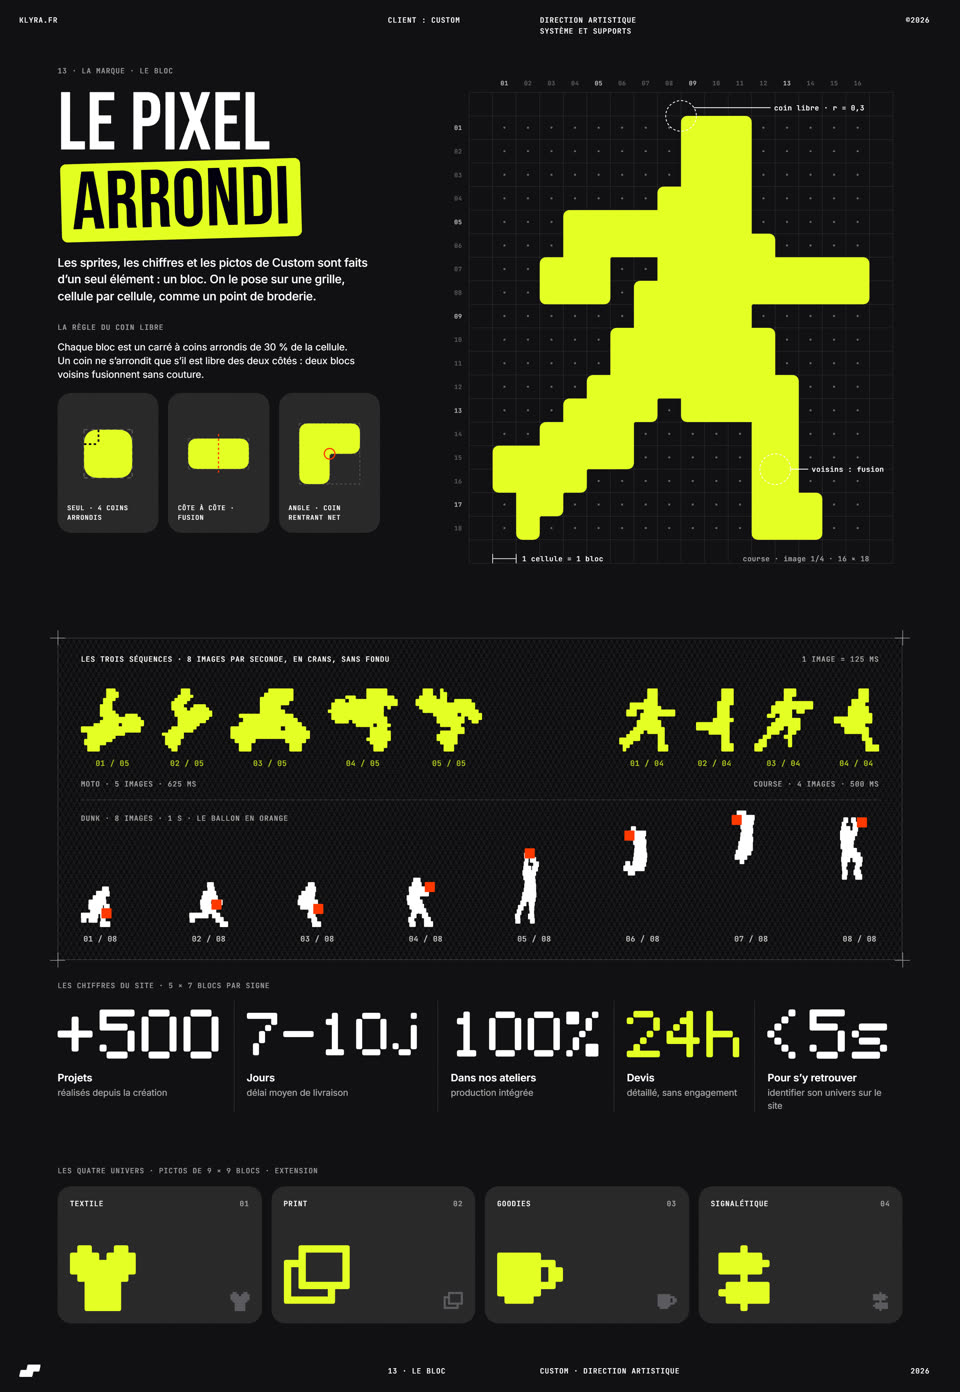 KLYRA.FR
CLIENT : CUSTOM
DIRECTION ARTISTIQUE
SYSTÈME ET SUPPORTS
©2026
13 · LA MARQUE · LE BLOC
LE PIXEL
ARRONDI
Les sprites, les chiffres et les pictos de Custom sont faits
d'un seul élément : un bloc. On le pose sur une grille,
cellule par cellule, comme un point de broderie.
LA RÈGLE DU COIN LIBRE
Chaque bloc est un carré à coins arrondis de 30 % de la cellule.
Un coin ne s'arrondit que s'il est libre des deux côtés : deux blocs
voisins fusionnent sans couture.
SEUL · 4 COINS
ARRONDIS
CÔTE À CÔTE ·
FUSION
ANGLE · COIN
RENTRANT NET
01 02 03 04 05 06 07 08 09 10 11 12 13 14 15 16
coin libre · r = 0,3
01
02
03
04
05
06
07
08
09
10
11
12
13
14
15
16
17
18
voisins : fusion
1 cellule = 1 bloc
course · image 1/4 · 16 × 18
LES TROIS SÉQUENCES · 8 IMAGES PAR SECONDE, EN CRANS, SANS FONDU
1 IMAGE = 125 MS
01 / 05 02 / 05 03 / 05 04 / 05 05 / 05
01 / 04 02 / 04 03 / 04 04 / 04
MOTO · 5 IMAGES · 625 MS
COURSE · 4 IMAGES · 500 MS
DUNK · 8 IMAGES · 1 S · LE BALLON EN ORANGE
01 / 08 02 / 08 03 / 08 04 / 08 05 / 08 06 / 08 07 / 08 08 / 08
LES CHIFFRES DU SITE · 5 × 7 BLOCS PAR SIGNE
+500
Projets
réalisés depuis la création
7-10j
Jours
délai moyen de livraison
100%
Dans nos ateliers
production intégrée
24h
Devis
détaillé, sans engagement
<5s
Pour s'y retrouver
identifier son univers sur le
site
LES QUATRE UNIVERS · PICTOS DE 9 × 9 BLOCS · EXTENSION
TEXTILE 01
PRINT 02
GOODIES 03
SIGNALÉTIQUE 04
13 · LE BLOC
CUSTOM · DIRECTION ARTISTIQUE
2026